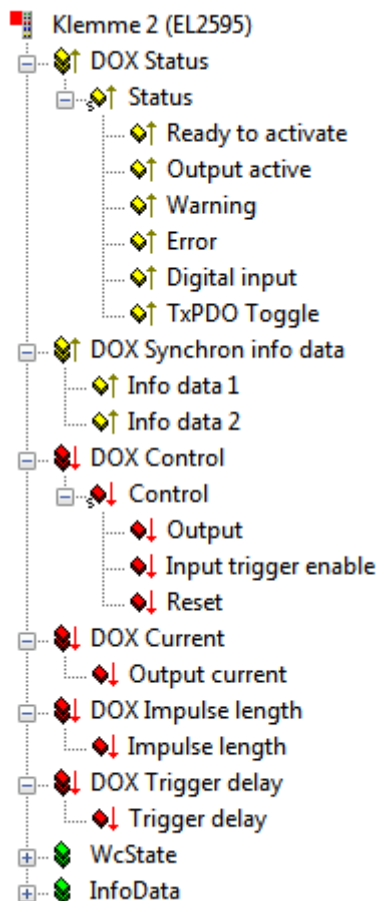 Klemme 2 (EL2595)
DOX Status
Status
Ready to activate
Output active
Warning
Error
Digital input
TxPDO Toggle
DOX Synchron info data
Info data 1
Info data 2
DOX Control
Control
Output
Input trigger enable
Reset
DOX Current
Output current
DOX Impulse length
Impulse length
DOX Trigger delay
Trigger delay
WcState
InfoData